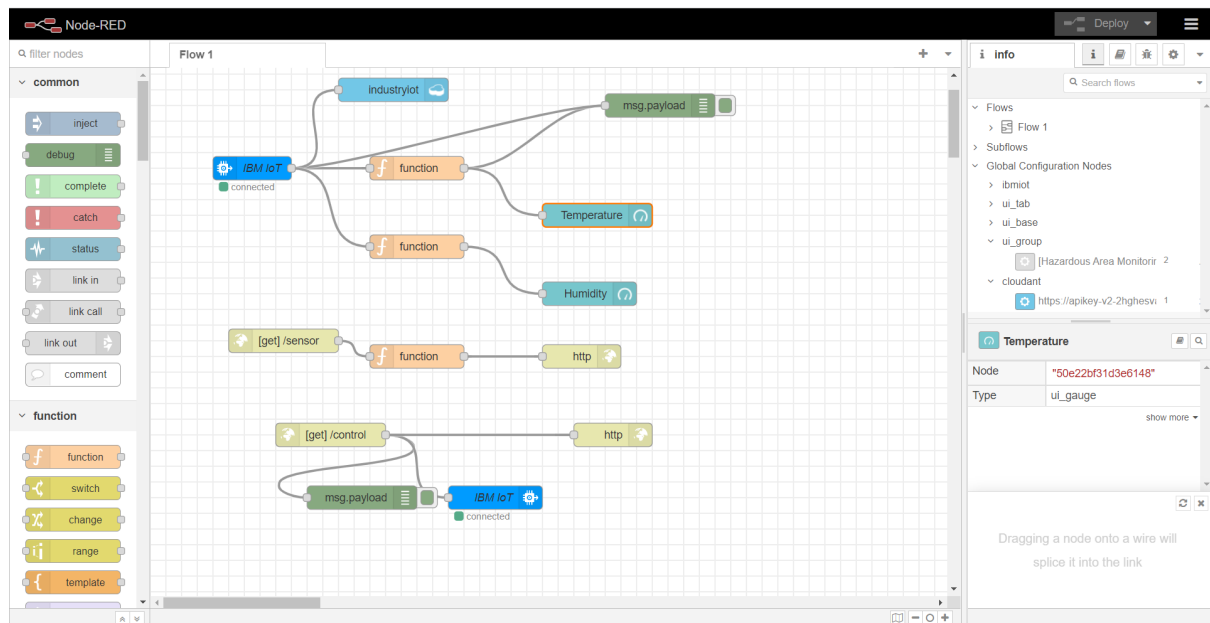 Node-RED
Deploy
filter nodes
Flow 1
info
i
Search flows
common
inject
debug
complete
catch
status
link in
link call
link out
comment
function
function
switch
change
range
template
industryiot
msg.payload
IBM IoT
connected
function
Temperature
function
Humidity
[get] /sensor
function
http
[get] /control
http
msg.payload
IBM IoT
connected
Flows
Flow 1
Subflows
Global Configuration Nodes
ibmiot
ui_tab
ui_base
ui_group
[Hazardous Area Monitorir 2
cloudant
https://apikey-v2-2hghesv 1
Temperature
Node "50e22bf31d3e6148"
Type ui_gauge
show more
Dragging a node onto a wire will
splice it into the link